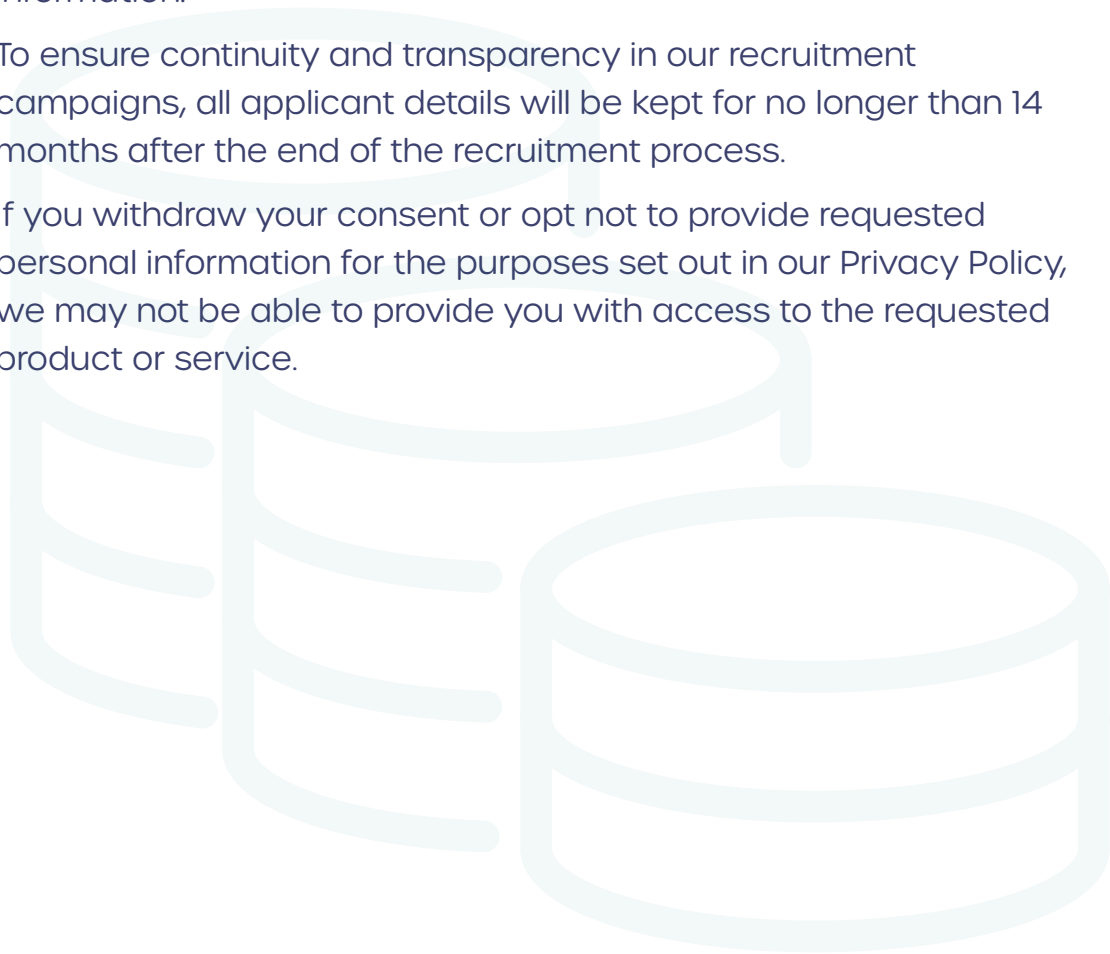 information.
To ensure continuity and transparency in our recruitment
campaigns, all applicant details will be kept for no longer than 14
months after the end of the recruitment process.
If you withdraw your consent or opt not to provide requested
personal information for the purposes set out in our Privacy Policy,
we may not be able to provide you with access to the requested
product or service.